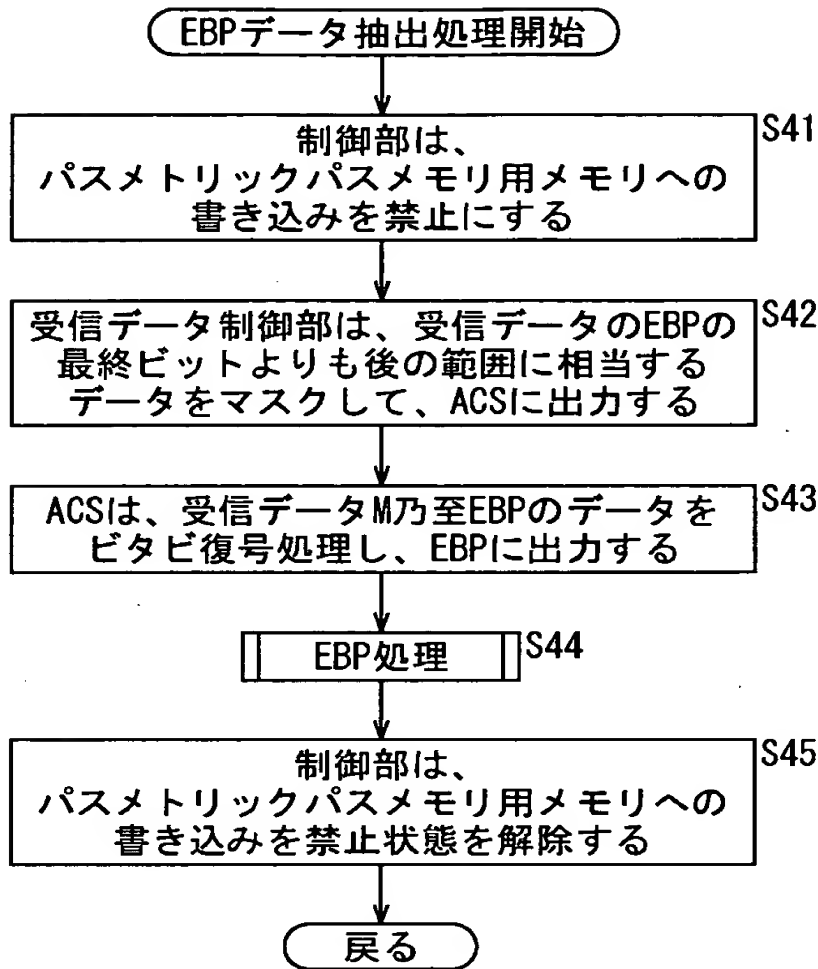 EBPデータ抽出処理開始
S41
制御部は、
パスメトリックパスメモリ用メモリへの
書き込みを禁止にする
S42
受信データ制御部は、受信データのEBPの
最終ビットよりも後の範囲に相当する
データをマスクして、ACSに出力する
S43
ACSは、受信データM乃至EBPのデータを
ビタビ復号処理し、EBPに出力する
EBP処理
S44
S45
制御部は、
パスメトリックパスメモリ用メモリへの
書き込みを禁止状態を解除する
戻る